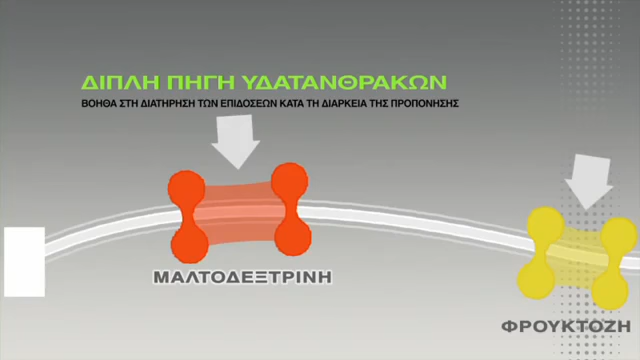 ΔΙΠΛΗ ΠΗΓΗ ΥΔΑΤΑΝΘΡΑΚΩΝ
ΒΟΗΘΑ ΣΤΗ ΔΙΑΤΗΡΗΣΗ ΤΩΝ ΕΠΙΔΟΣΕΩΝ ΚΑΤΑ ΤΗ ΔΙΑΡΚΕΙΑ ΤΗΣ ΠΡΟΠΟΝΗΣΗΣ
ΜΑΛΤΟΔΕΞΤΡΙΝΗ
ΦΡΟΥΚΤΟΖΗ